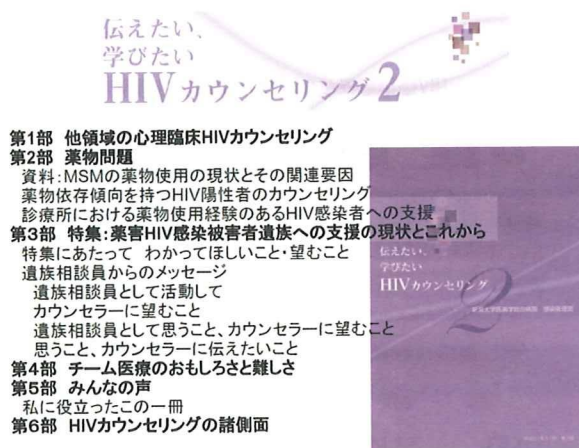 伝えたい、
学びたい
HIVカウンセリング2
第1部 他領域の心理臨床HIVカウンセリング
第2部 薬物問題
資料:MSMの薬物使用の現状とその関連要因
薬物依存傾向を持つHIV陽性者のカウンセリング
診療所における薬物使用経験のあるHIV感染者への支援
第3部 特集:薬害HIV感染被害者遺族への支援の現状とこれから
特集にあたって わかってほしいこと・望むこと
遺族相談員からのメッセージ
遺族相談員として活動して
カウンセラーに望むこと
遺族相談員として思うこと、カウンセラーに望むこと
思うこと、カウンセラーに伝えたいこと
第4部 チーム医療のおもしろさと難しさ
第5部 みんなの声
私に役立ったこの一冊
第6部 HIVカウンセリングの諸側面
伝えたい、
学びたい
HIVカウンセリング
2